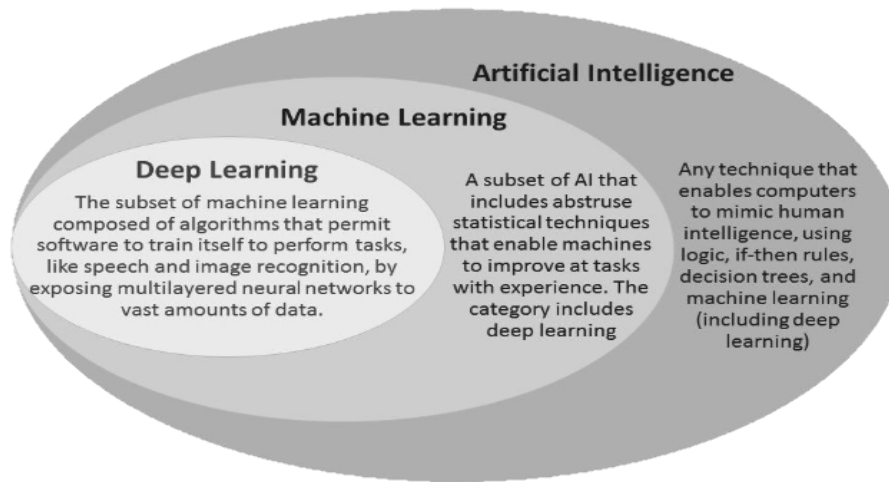 Artificial Intelligence
Machine Learning
Deep Learning
The subset of machine learning
composed of algorithms that permit
software to train itself to perform tasks,
like speech and image recognition, by
exposing multilayered neural networks to
vast amounts of data.
A subset of AI that
includes abstruse
statistical techniques
that enable machines
to improve at tasks
with experience. The
category includes
deep learning
Any technique that
enables computers
to mimic human
intelligence, using
logic, if-then rules,
decision trees, and
machine learning
(including deep
learning)